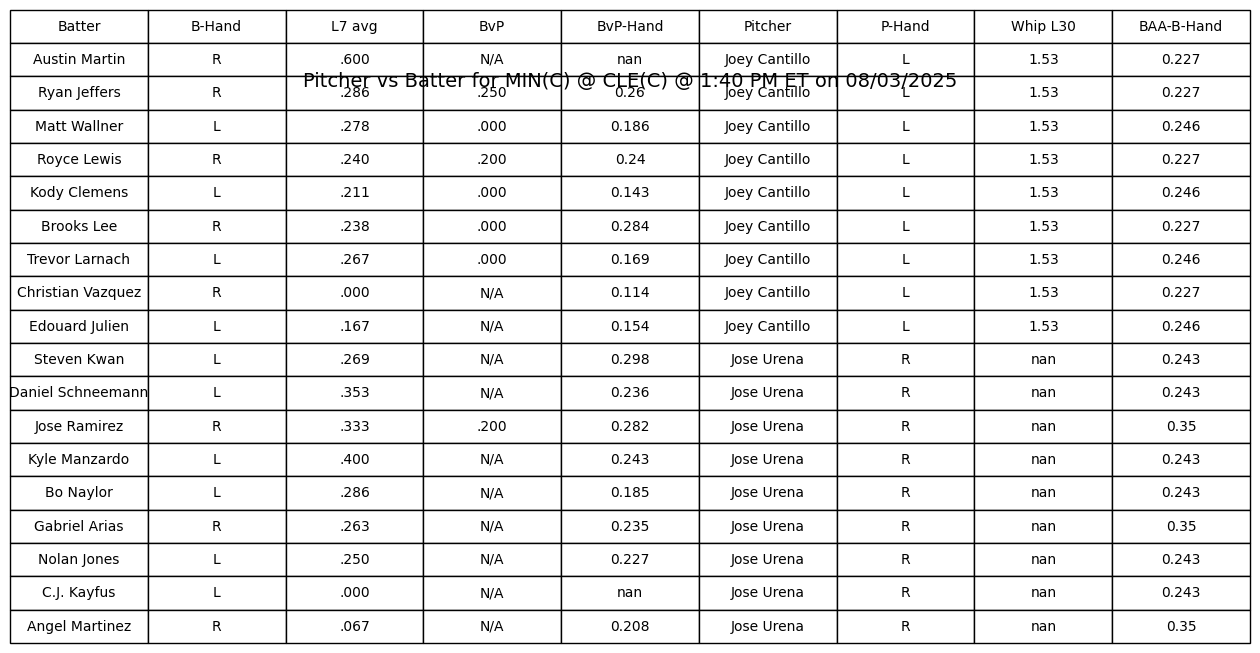 Batter B-Hand L7 avg BvP BvP-Hand Pitcher P-Hand Whip L30 BAA-B-Hand
Austin Martin R .600 N/A nan Joey Cantillo L 1.53 0.227
Pitcher vs Batter for MIN(C) @ CLE(C) @ 1:40 PM ET on 08/03/2025
Ryan Jeffers R .286 .250 0.26 Joey Cantillo L 1.53 0.227
Matt Wallner L .278 .000 0.186 Joey Cantillo L 1.53 0.246
Royce Lewis R .240 .200 0.24 Joey Cantillo L 1.53 0.227
Kody Clemens L .211 .000 0.143 Joey Cantillo L 1.53 0.246
Brooks Lee R .238 .000 0.284 Joey Cantillo L 1.53 0.227
Trevor Larnach L .267 .000 0.169 Joey Cantillo L 1.53 0.246
Christian Vazquez R .000 N/A 0.114 Joey Cantillo L 1.53 0.227
Edouard Julien L .167 N/A 0.154 Joey Cantillo L 1.53 0.246
Steven Kwan L .269 N/A 0.298 Jose Urena R nan 0.243
Daniel Schneemann L .353 N/A 0.236 Jose Urena R nan 0.243
Jose Ramirez R .333 .200 0.282 Jose Urena R nan 0.35
Kyle Manzardo L .400 N/A 0.243 Jose Urena R nan 0.243
Bo Naylor L .286 N/A 0.185 Jose Urena R nan 0.243
Gabriel Arias R .263 N/A 0.235 Jose Urena R nan 0.35
Nolan Jones L .250 N/A 0.227 Jose Urena R nan 0.243
C.J. Kayfus L .000 N/A nan Jose Urena R nan 0.243
Angel Martinez R .067 N/A 0.208 Jose Urena R nan 0.35